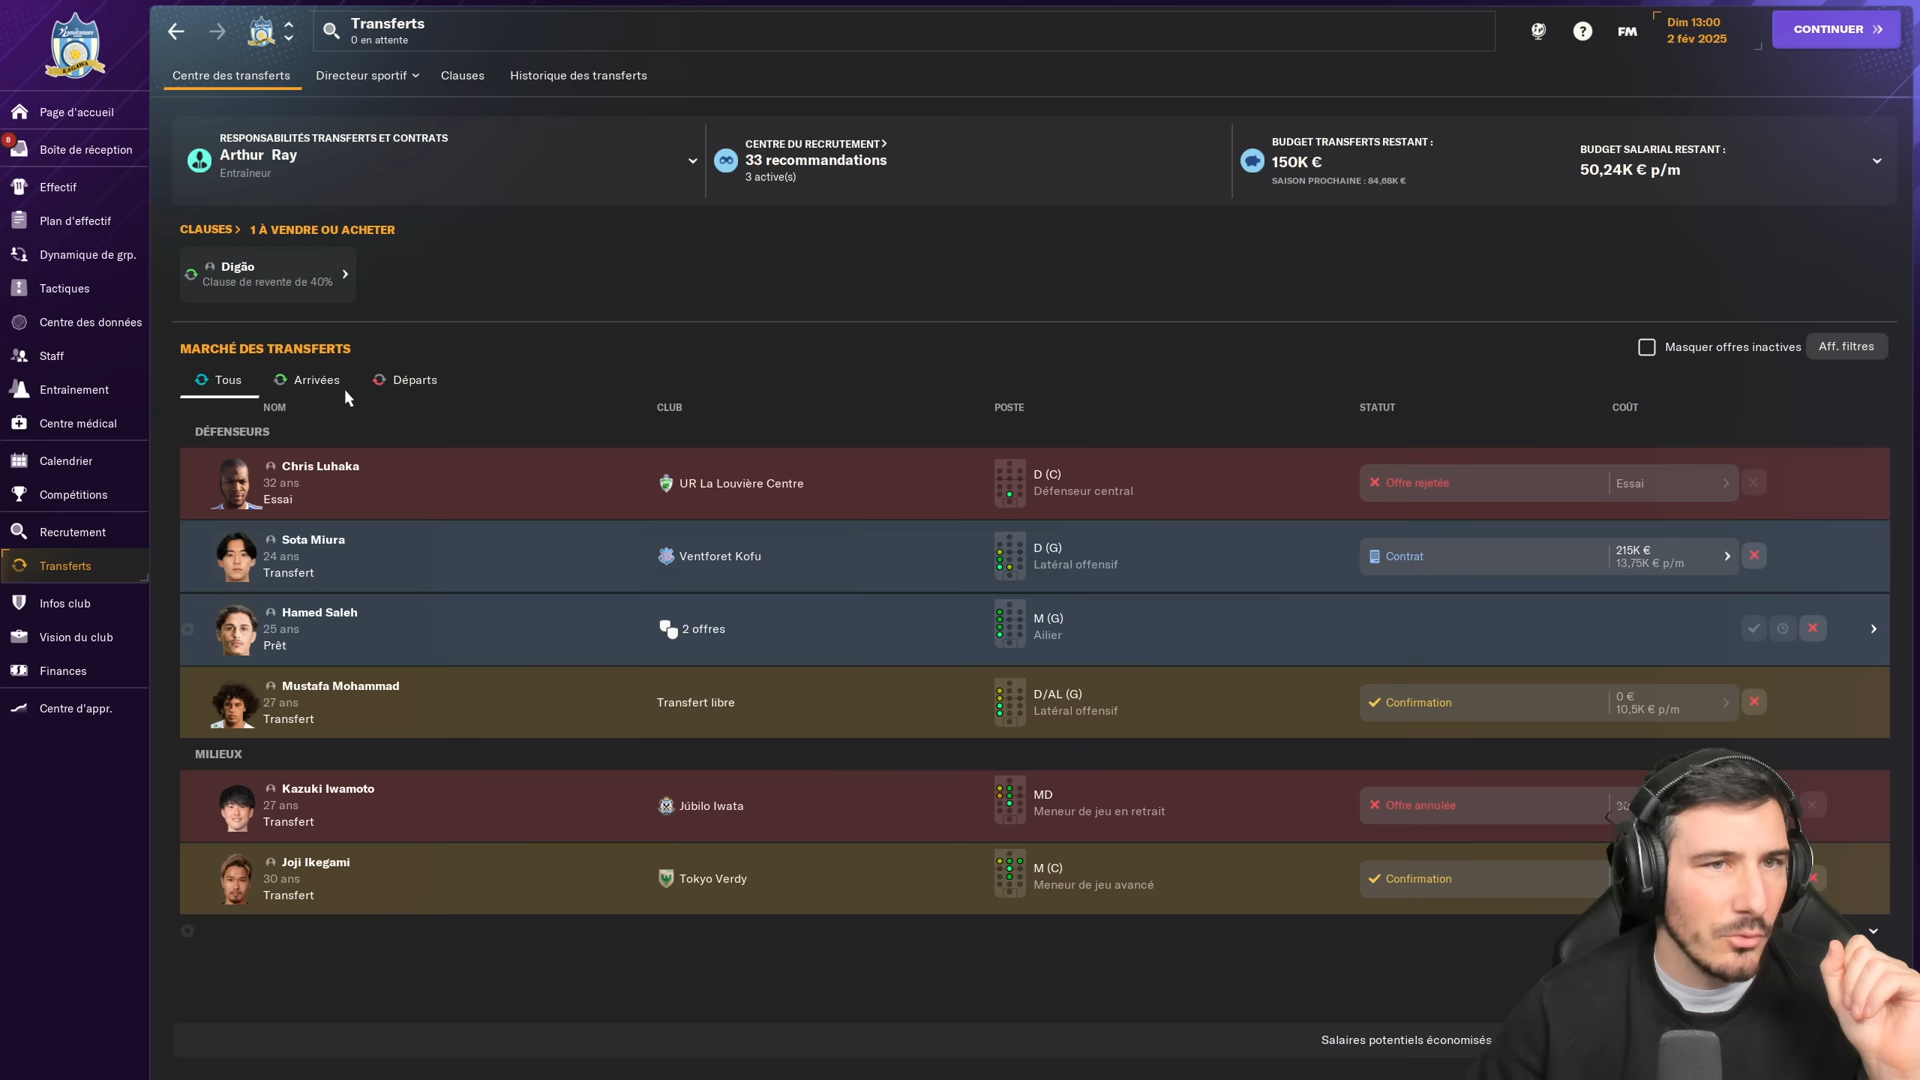 Transferts
0 en attente
FM
Dim 13:00
2 fév 2025
CONTINUER
KAGAWA
Centre des transferts
Directeur sportif
Clauses
Historique des transferts
Page d'accueil
8
Boîte de réception
Effectif
Plan d'effectif
Dynamique de grp.
Tactiques
Centre des données
Staff
Entraînement
Centre médical
Calendrier
Compétitions
Recrutement
Transferts
Infos club
Vision du club
Finances
Centre d'appr.
RESPONSABILITÉS TRANSFERTS ET CONTRATS
Arthur Ray
Entraîneur
CENTRE DU RECRUTEMENT
33 recommandations
3 active(s)
BUDGET TRANSFERTS RESTANT :
150K €
SAISON PROCHAINE : 84,68K €
BUDGET SALARIAL RESTANT :
50,24K € p/m
CLAUSES 1 À VENDRE OU ACHETER
Digão
Clause de revente de 40%
MARCHÉ DES TRANSFERTS
Masquer offres inactives
Aff. filtres
Tous
Arrivées
Départs
NOM CLUB POSTE STATUT COÛT
DÉFENSEURS
Chris Luhaka
32 ans
Essai
UR La Louvière Centre
D (C)
Défenseur central
Offre rejetée
Essai
Sota Miura
24 ans
Transfert
Ventforet Kofu
D (G)
Latéral offensif
Contrat
215K €
13,75K € p/m
Hamed Saleh
25 ans
Prêt
2 offres
M (G)
Ailier
Mustafa Mohammad
27 ans
Transfert
Transfert libre
D/AL (G)
Latéral offensif
Confirmation
0 €
10,5K € p/m
MILIEUX
Kazuki Iwamoto
27 ans
Transfert
Júbilo Iwata
MD
Meneur de jeu en retrait
Offre annulée
Joji Ikegami
30 ans
Transfert
Tokyo Verdy
M (C)
Meneur de jeu avancé
Confirmation
Salaires potentiels économisés